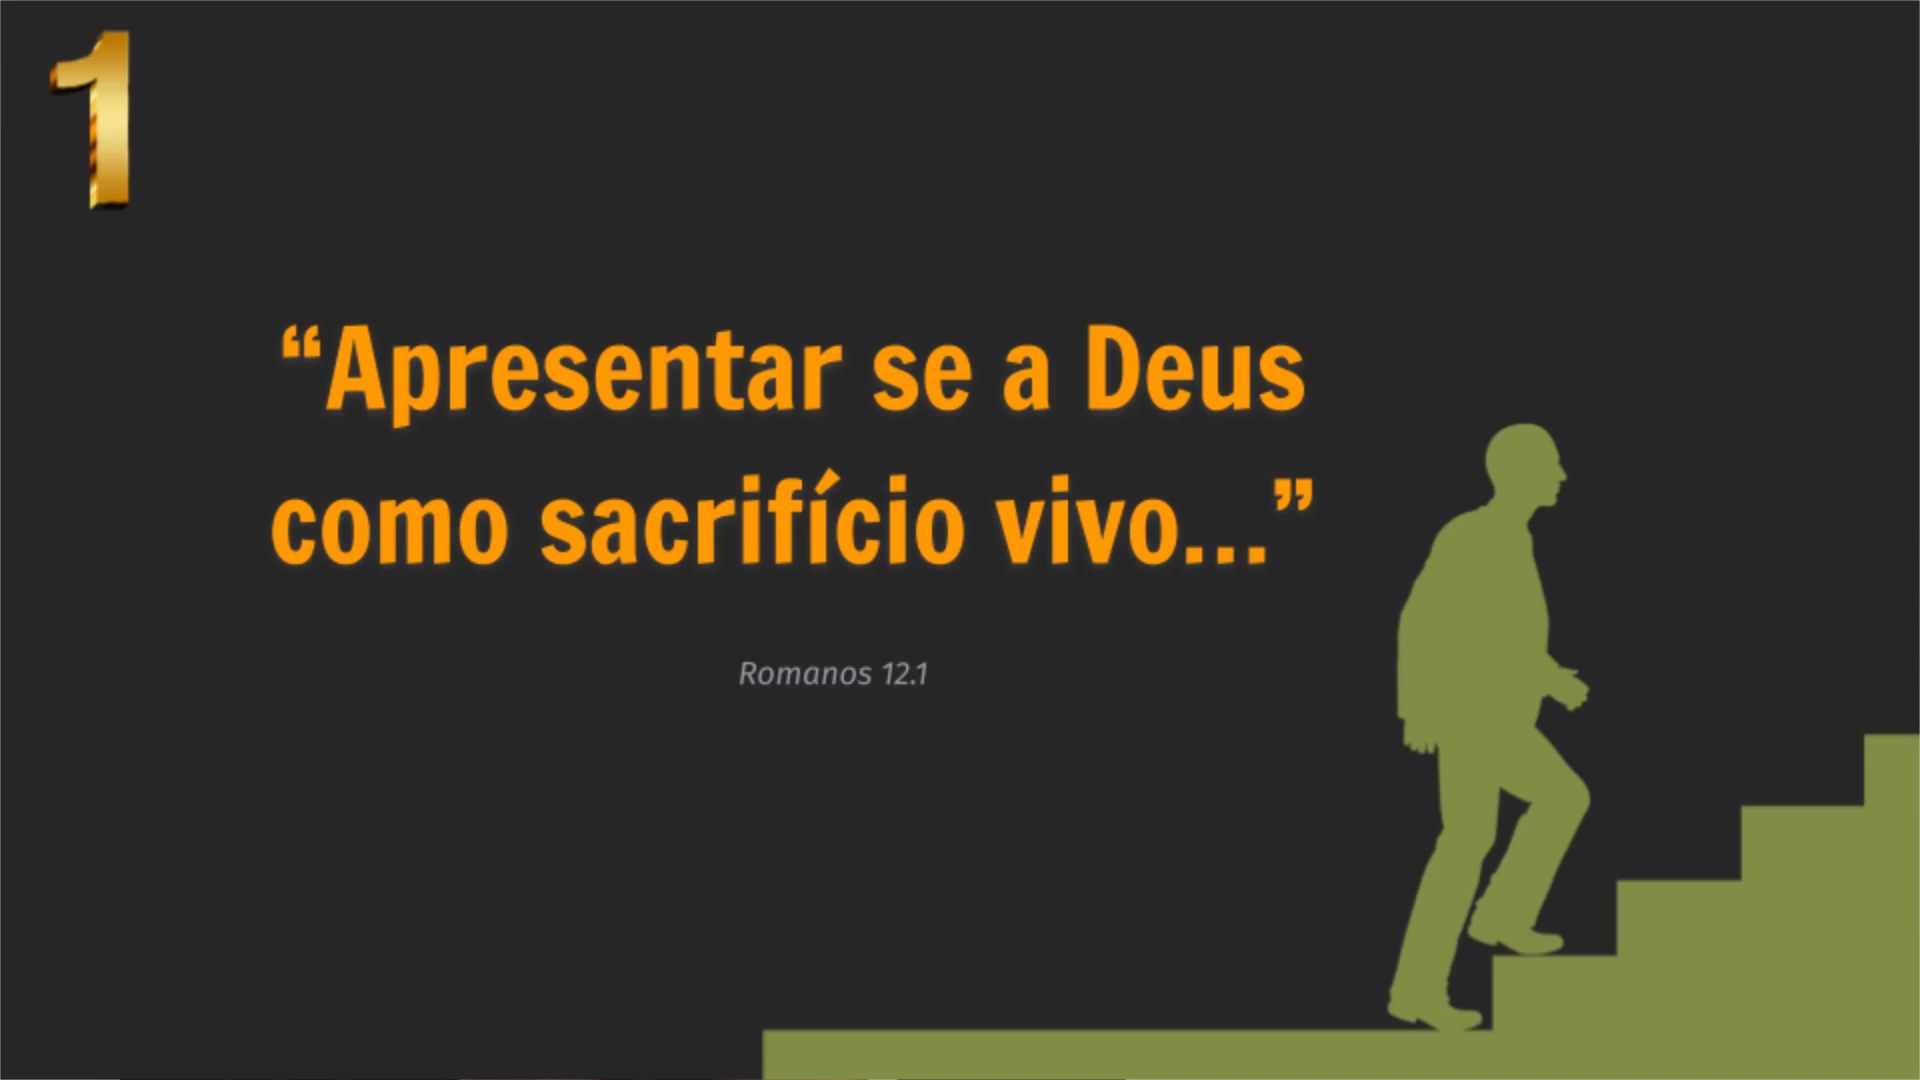 1
“Apresentar se a Deus
como sacrifício vivo...”
Romanos 12.1